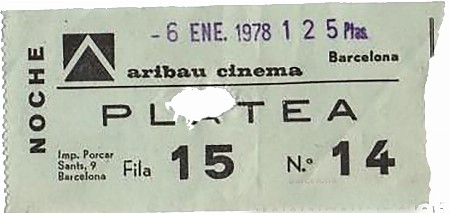 - 6 ENE. 1978 1 2 5 Ptas.
NOCHE
Barcelona
aribau cinema
PLATEA
Imp. Porcar
Sants, 9
Barcelona
Fila 15 N.º 14